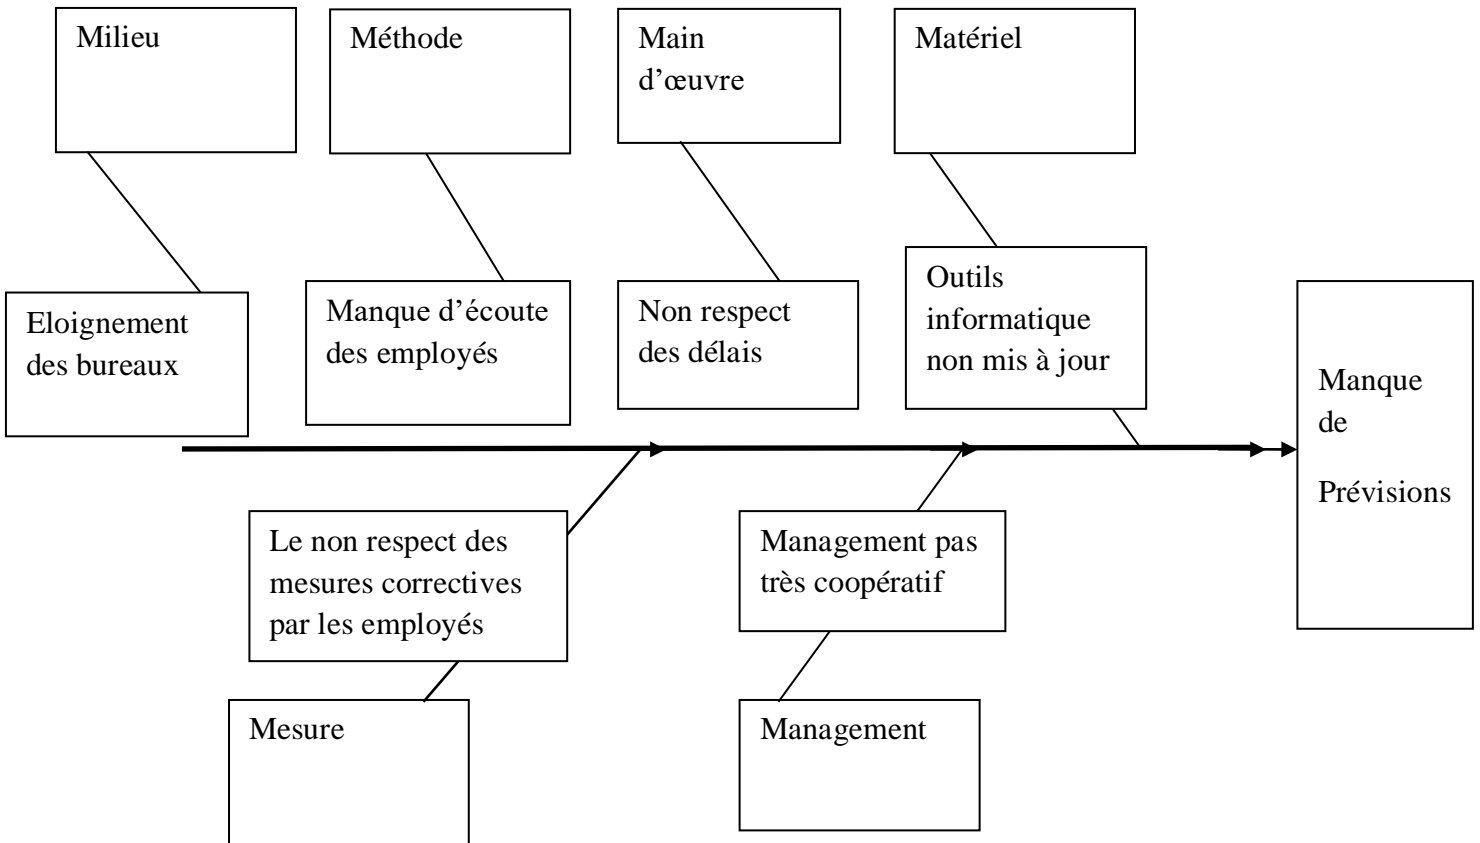 Milieu
Méthode
Main
d’œuvre
Matériel
Eloignement
des bureaux
Manque d’écoute
des employés
Non respect
des délais
Outils
informatique
non mis à jour
Manque
de
Prévisions
Le non respect des
mesures correctives
par les employés
Management pas
très coopératif
Mesure
Management